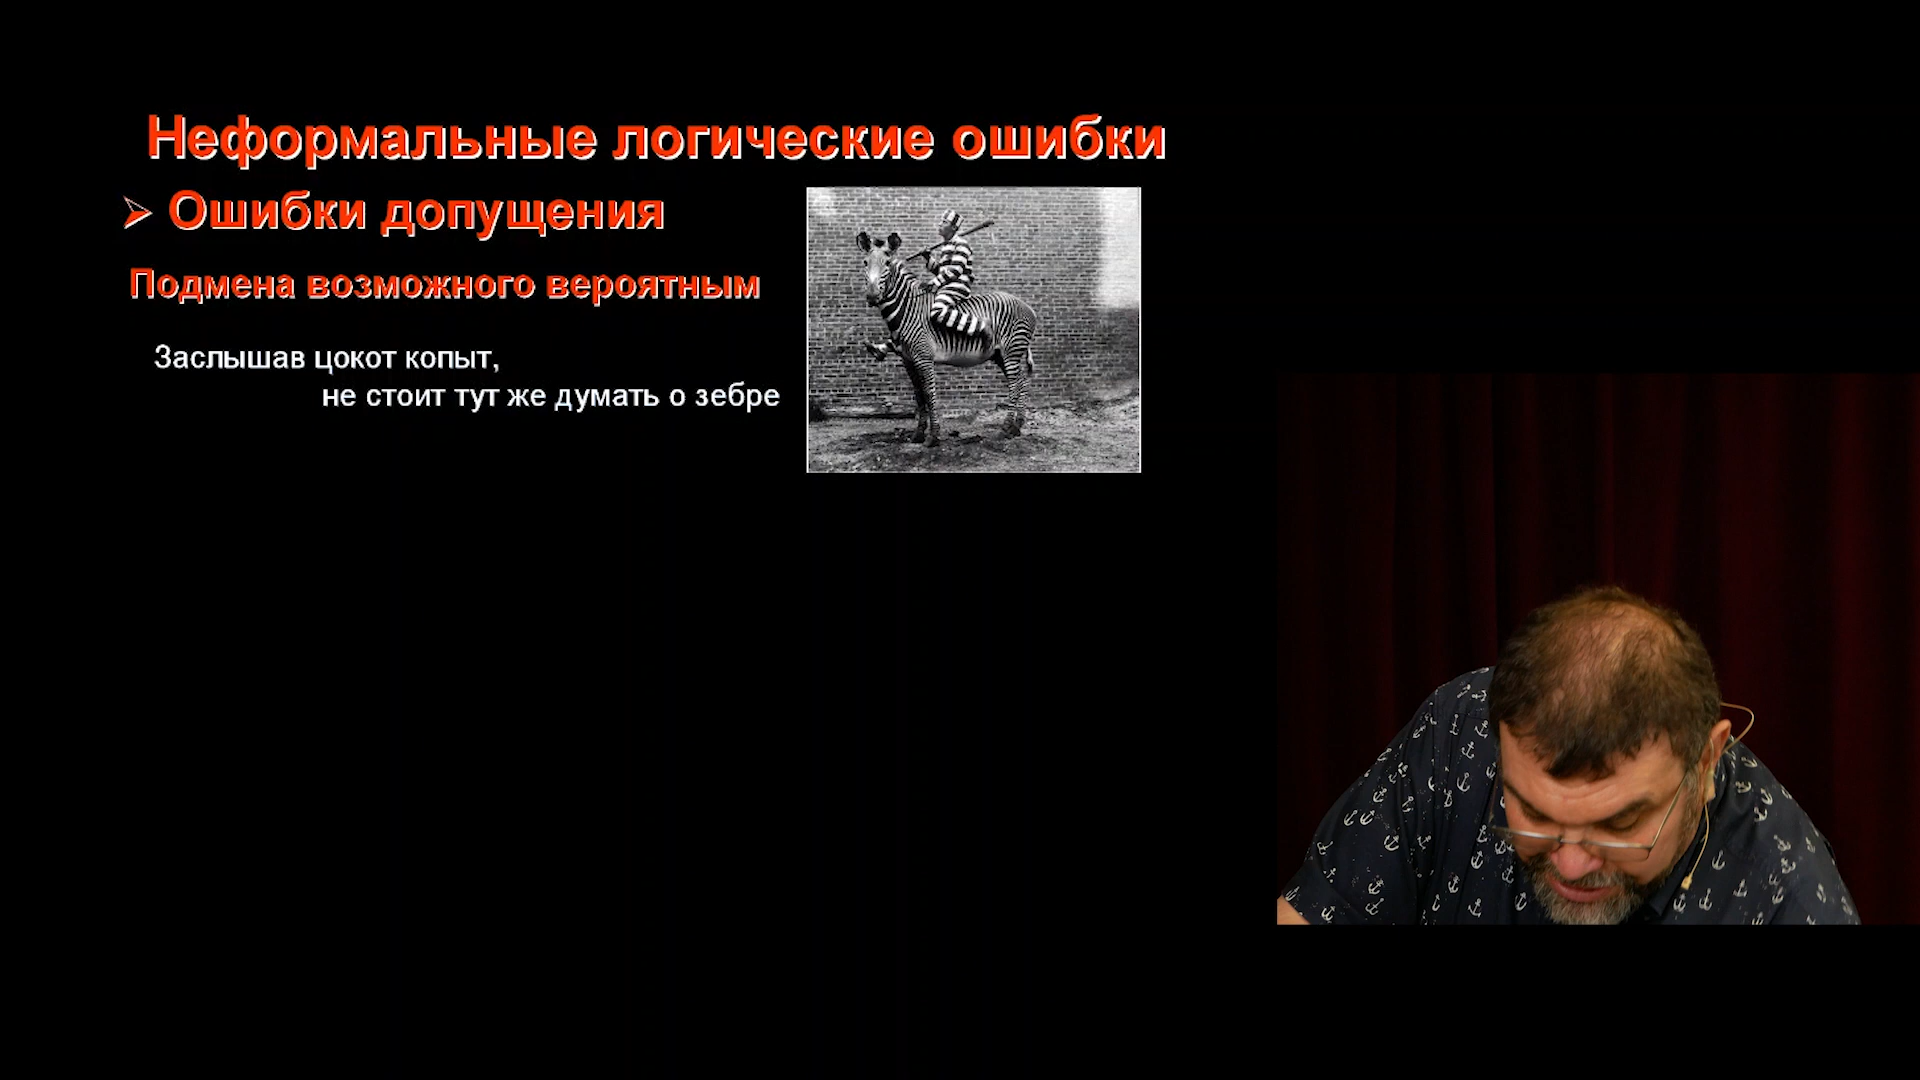 Неформальные логические ошибки
Ошибки допущения
Подмена возможного вероятным
Заслышав цокот копыт,
не стоит тут же думать о зебре